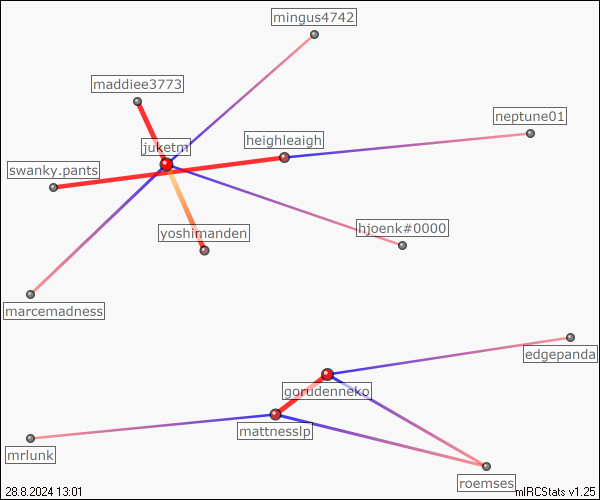 mingus4742
maddiee3773
neptune01
juketm
heighleaigh
swanky.pants
yoshimanden
hjoenk#0000
marcemadness
edgepanda
gorudenneko
mattnesslp
mrlunk
roemses
28.8.2024 13:01
mIRCStats v1.25